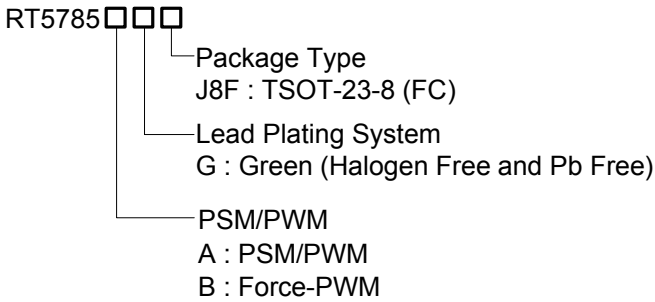 RT5785□□□
Package Type
J8F : TSOT-23-8 (FC)
Lead Plating System
G : Green (Halogen Free and Pb Free)
PSM/PWM
A : PSM/PWM
B : Force-PWM